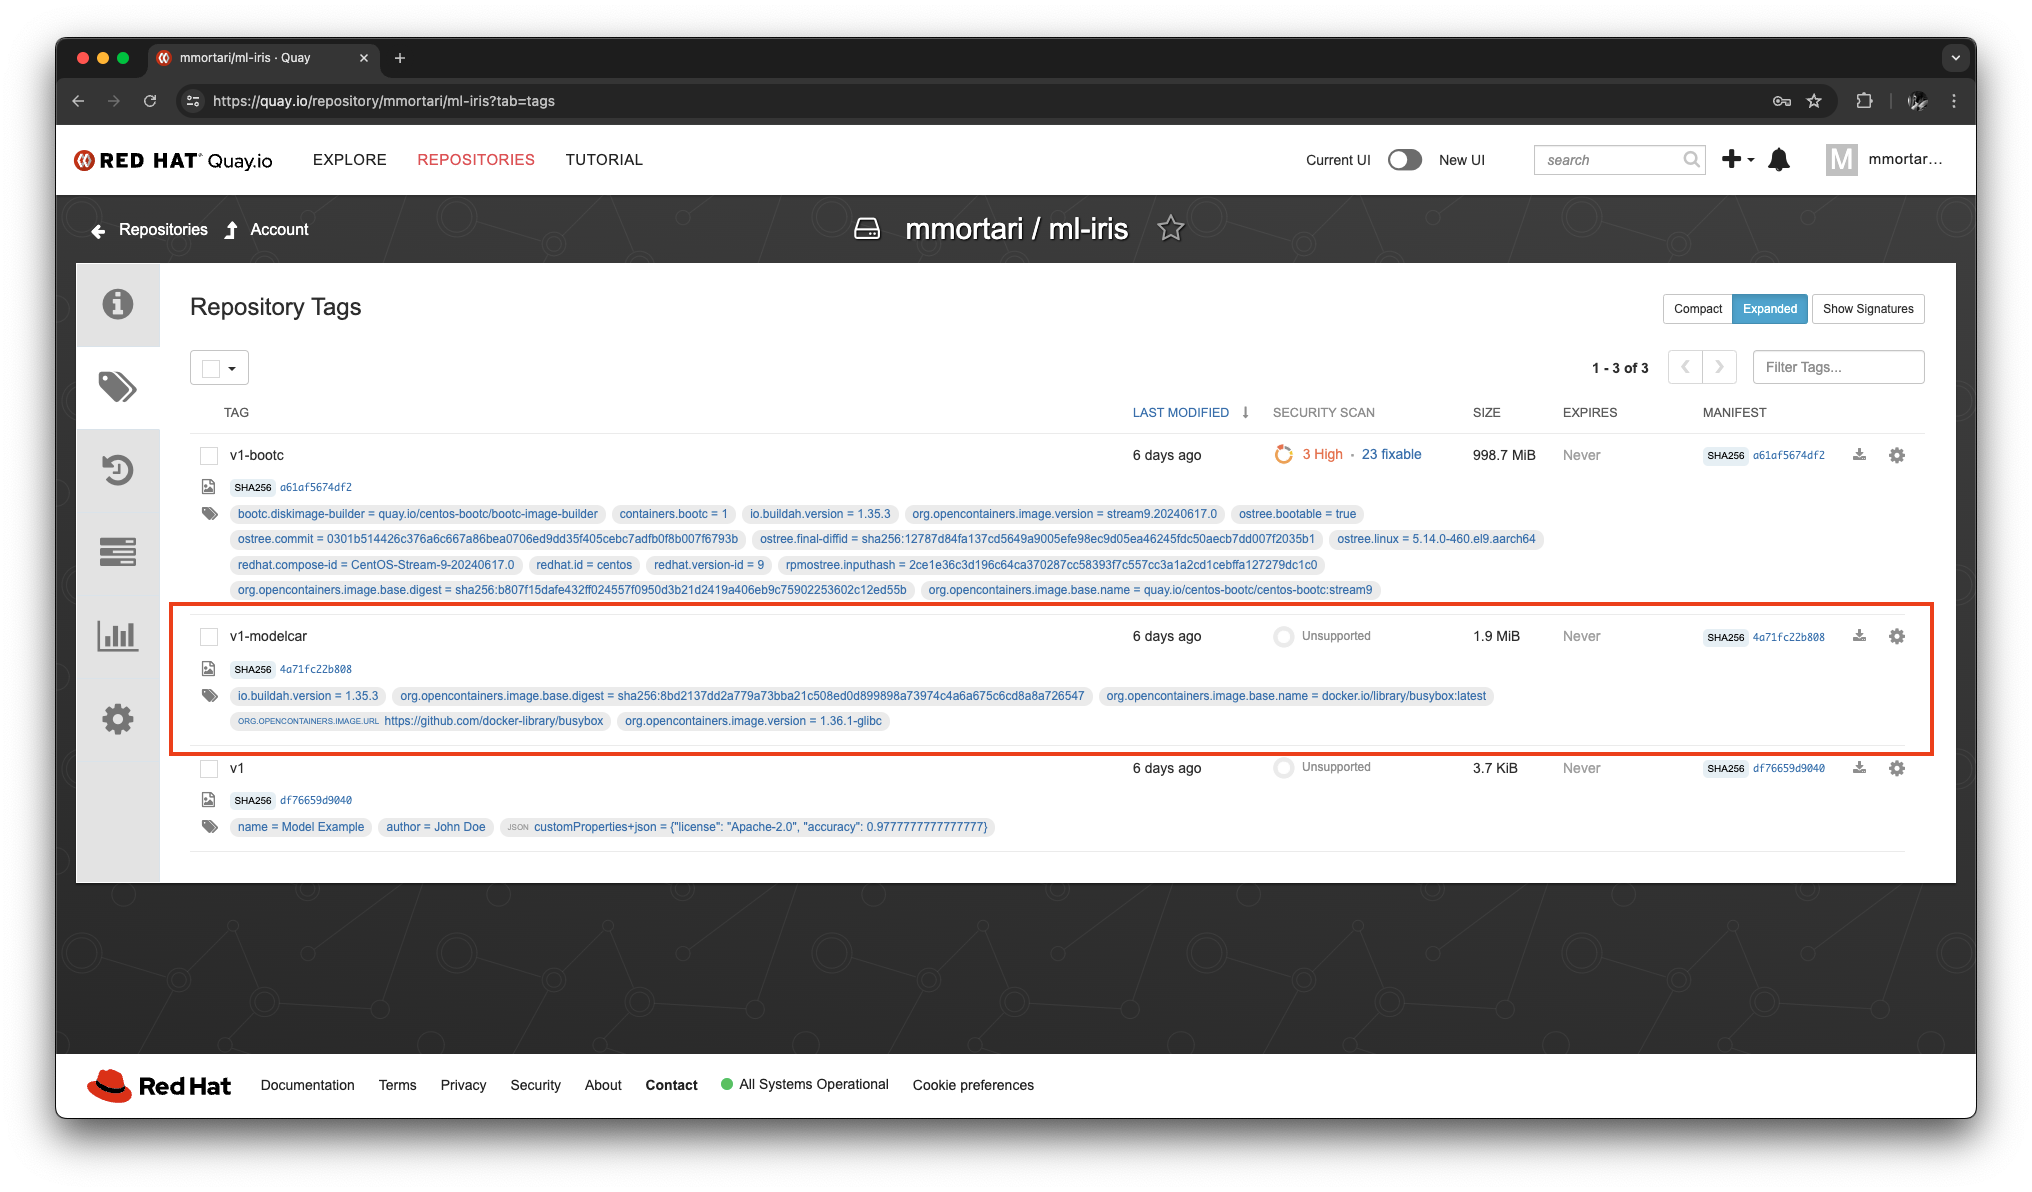 mmortari/ml-iris · Quay
https://quay.io/repository/mmortari/ml-iris?tab=tags
RED HAT Quay.io EXPLORE REPOSITORIES TUTORIAL Current UI New UI search M mmortar...
Repositories Account mmortari / ml-iris
Repository Tags Compact Expanded Show Signatures
1 - 3 of 3 Filter Tags...
TAG LAST MODIFIED SECURITY SCAN SIZE EXPIRES MANIFEST
v1-bootc 6 days ago 3 High · 23 fixable 998.7 MiB Never SHA256 a61af5674df2
SHA256 a61af5674df2
bootc.diskimage-builder = quay.io/centos-bootc/bootc-image-builder containers.bootc = 1 io.buildah.version = 1.35.3 org.opencontainers.image.version = stream9.20240617.0 ostree.bootable = true
ostree.commit = 0301b514426c376a6c667a86bea0706ed9dd35f405cebc7adfb0f8b007f6793b ostree.final-diffid = sha256:12787d84fa137cd5649a9005efe98ec9d05ea46245fdc50aecb7dd007f2035b1 ostree.linux = 5.14.0-460.el9.aarch64
redhat.compose-id = CentOS-Stream-9-20240617.0 redhat.id = centos redhat.version-id = 9 rpmostree.inputhash = 2ce1e36c3d196c64ca370287cc58393f7c557cc3a1a2cd1cebffa127279dc1c0
org.opencontainers.image.base.digest = sha256:b807f15dafe432ff024557f0950d3b21d2419a406eb9c75902253602c12ed55b org.opencontainers.image.base.name = quay.io/centos-bootc/centos-bootc:stream9
v1-modelcar 6 days ago Unsupported 1.9 MiB Never SHA256 4a71fc22b808
SHA256 4a71fc22b808
io.buildah.version = 1.35.3 org.opencontainers.image.base.digest = sha256:8bd2137dd2a779a73bba21c508ed0d899898a73974c4a6a675c6cd8a8a726547 org.opencontainers.image.base.name = docker.io/library/busybox:latest
ORG.OPENCONTAINERS.IMAGE.URL https://github.com/docker-library/busybox org.opencontainers.image.version = 1.36.1-glibc
v1 6 days ago Unsupported 3.7 KiB Never SHA256 df76659d9040
SHA256 df76659d9040
name = Model Example author = John Doe JSON customProperties+json = {"license": "Apache-2.0", "accuracy": 0.9777777777777777}
Red Hat Documentation Terms Privacy Security About Contact All Systems Operational Cookie preferences